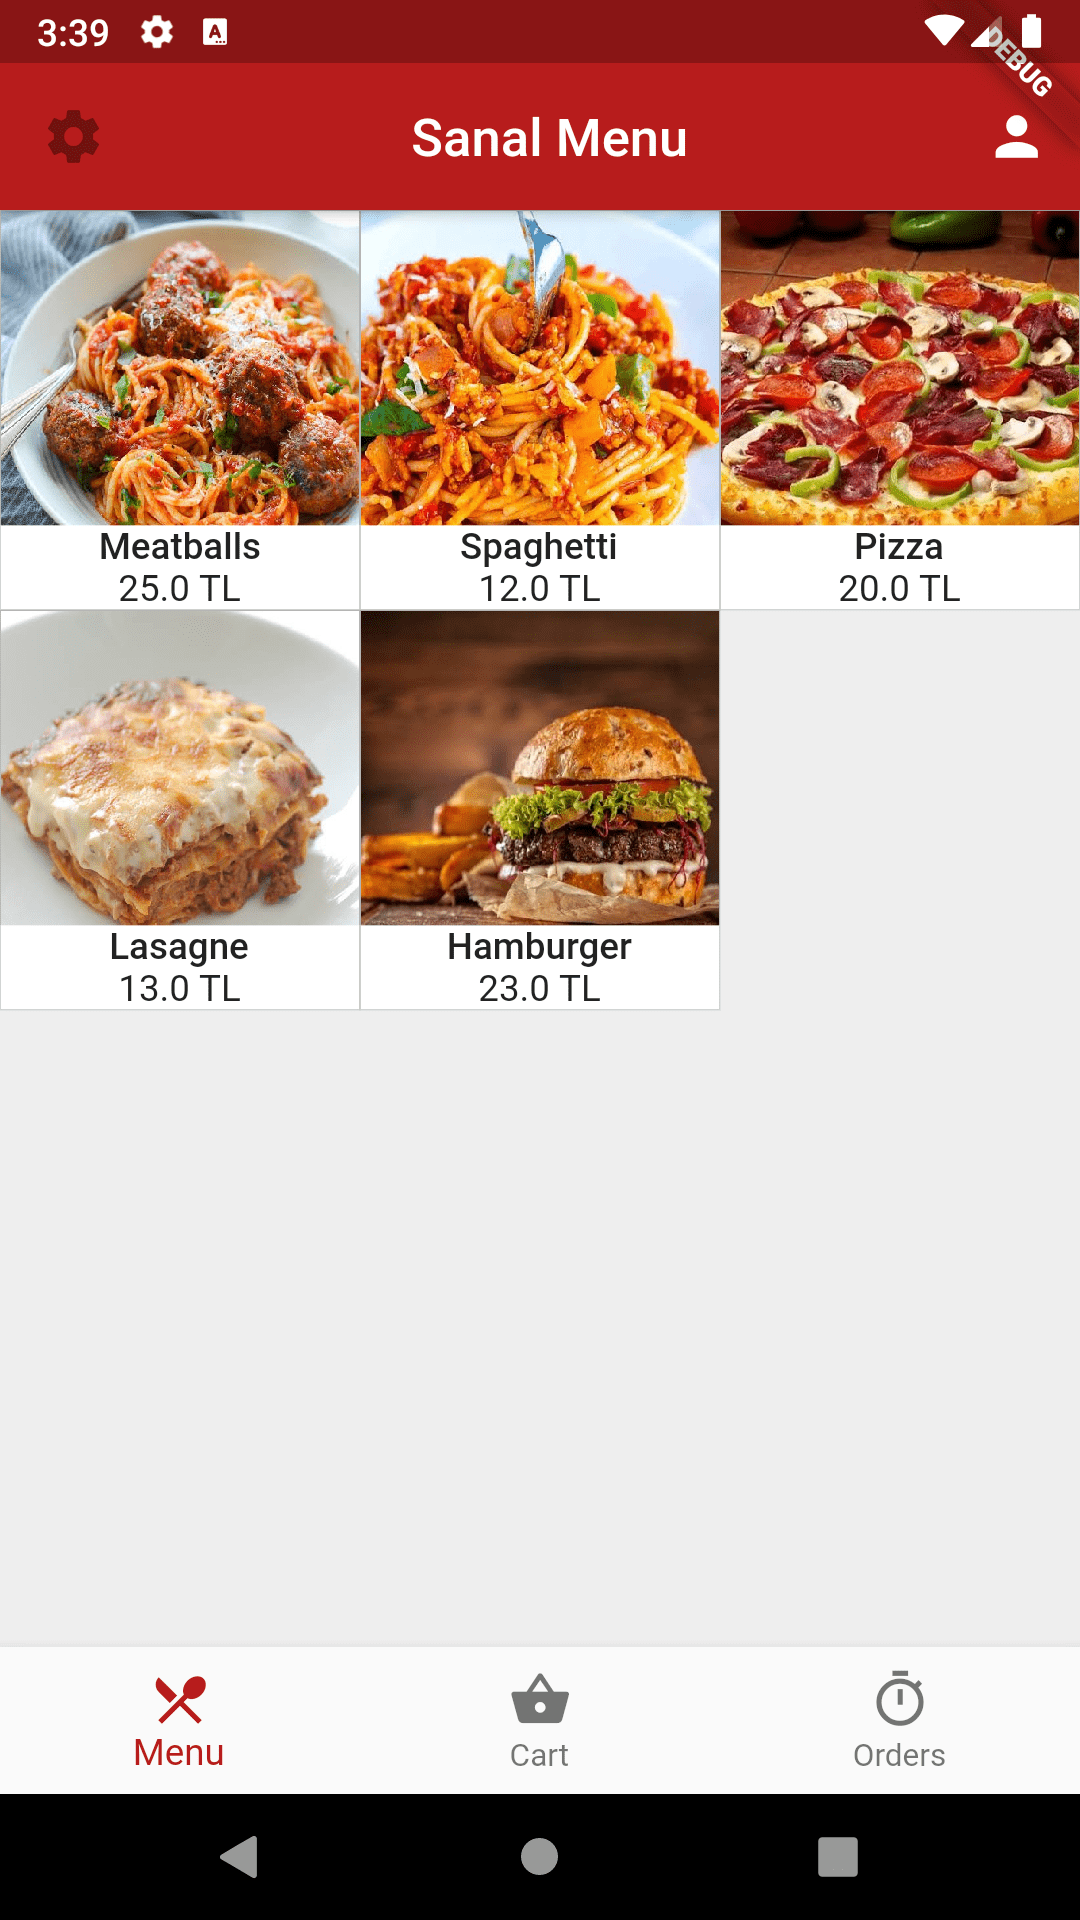 3:39
A
DEBUG
Sanal Menu
Meatballs
25.0 TL
Spaghetti
12.0 TL
Pizza
20.0 TL
Lasagne
13.0 TL
Hamburger
23.0 TL
Menu
Cart
Orders